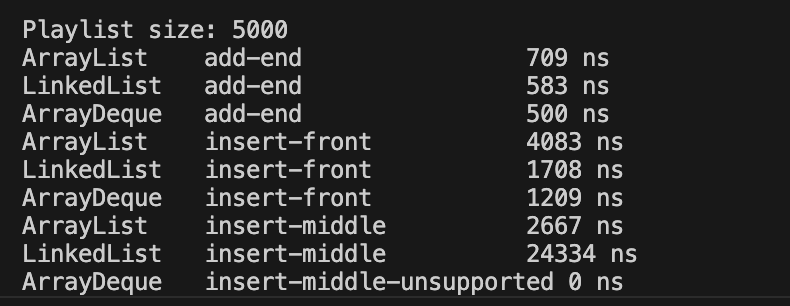 Playlist size: 5000
ArrayList    add-end                709 ns
LinkedList   add-end                583 ns
ArrayDeque   add-end                500 ns
ArrayList    insert-front           4083 ns
LinkedList   insert-front           1708 ns
ArrayDeque   insert-front           1209 ns
ArrayList    insert-middle          2667 ns
LinkedList   insert-middle          24334 ns
ArrayDeque   insert-middle-unsupported 0 ns